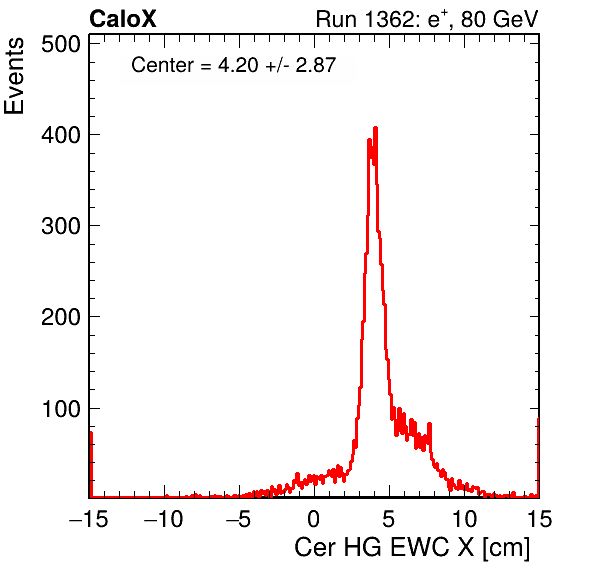 CaloX Run 1362: e⁺, 80 GeV
Events
Center = 4.20 +/- 2.87
500
400
300
200
100
−15 −10 −5 0 5 10 15
Cer HG EWC X [cm]